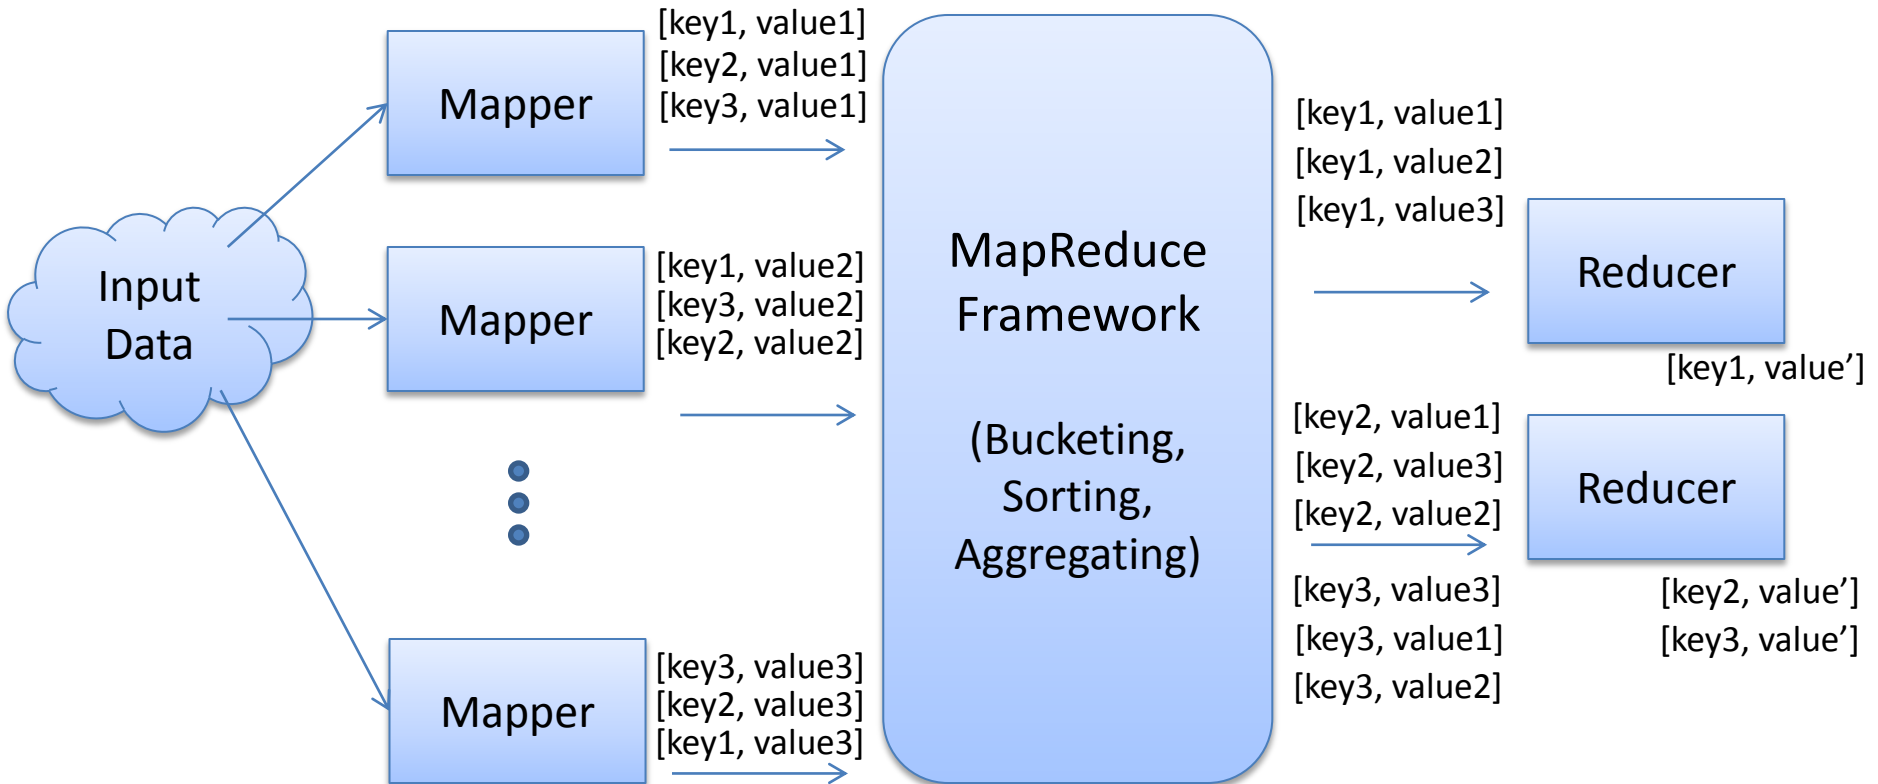 Input
Data
Mapper
[key1, value1]
[key2, value1]
[key3, value1]
Mapper
[key1, value2]
[key3, value2]
[key2, value2]
Mapper
[key3, value3]
[key2, value3]
[key1, value3]
MapReduce
Framework
(Bucketing,
Sorting,
Aggregating)
[key1, value1]
[key1, value2]
[key1, value3]
Reducer
[key1, value’]
[key2, value1]
[key2, value3]
[key2, value2]
[key3, value3]
[key3, value1]
[key3, value2]
Reducer
[key2, value’]
[key3, value’]